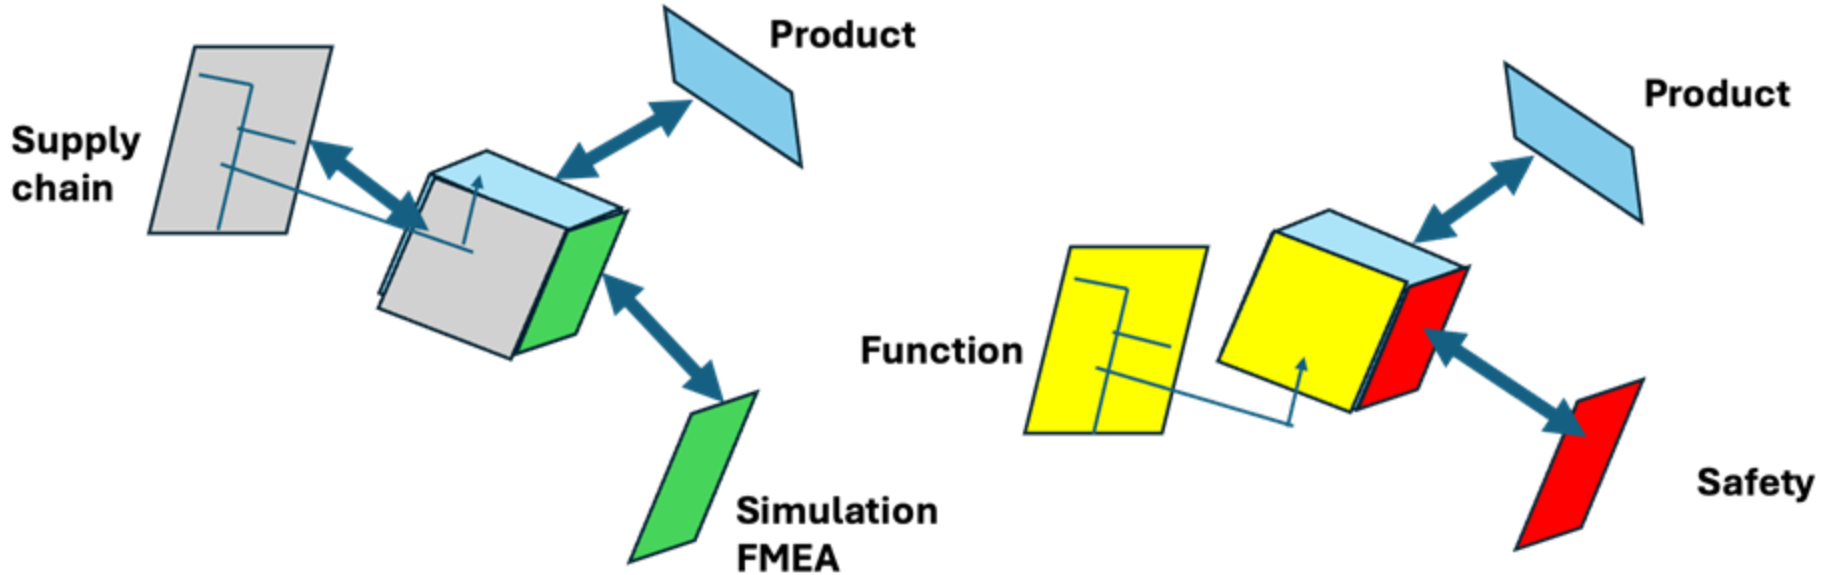 Product
Supply
chain
Simulation
FMEA
Product
Function
Safety